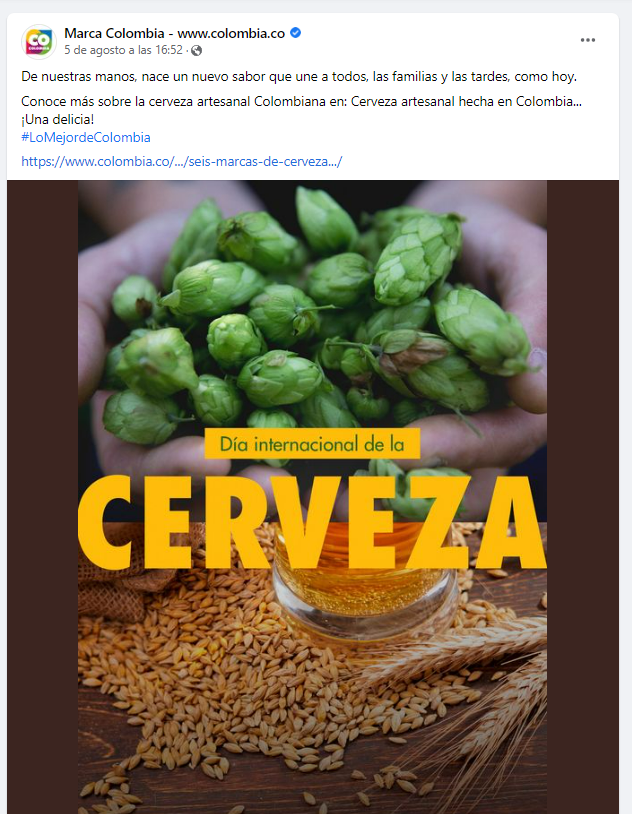 Marca Colombia - www.colombia.co
5 de agosto a las 16:52 ·
De nuestras manos, nace un nuevo sabor que une a todos, las familias y las tardes, como hoy.
Conoce más sobre la cerveza artesanal Colombiana en: Cerveza artesanal hecha en Colombia...
¡Una delicia!
#LoMejordeColombia
https://www.colombia.co/.../seis-marcas-de-cerveza.../
Día internacional de la
CERVEZA